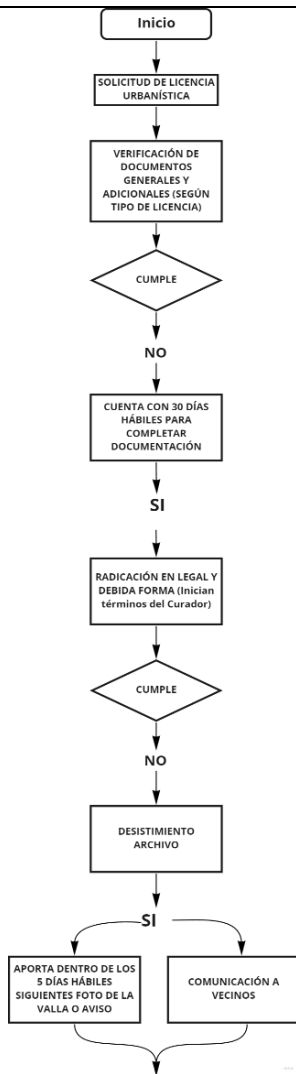 Inicio
SOLICITUD DE LICENCIA
URBANÍSTICA
VERIFICACIÓN DE
DOCUMENTOS
GENERALES Y
ADICIONALES (SEGÚN
TIPO DE LICENCIA)
CUMPLE
NO
CUENTA CON 30 DÍAS
HÁBILES PARA
COMPLETAR
DOCUMENTACIÓN
SI
RADICACIÓN EN LEGAL Y
DEBIDA FORMA (Inician
términos del Curador)
CUMPLE
NO
DESISTIMIENTO
ARCHIVO
SI
APORTA DENTRO DE LOS
5 DÍAS HÁBILES
SIGUIENTES FOTO DE LA
VALLA O AVISO
COMUNICACIÓN A
VECINOS